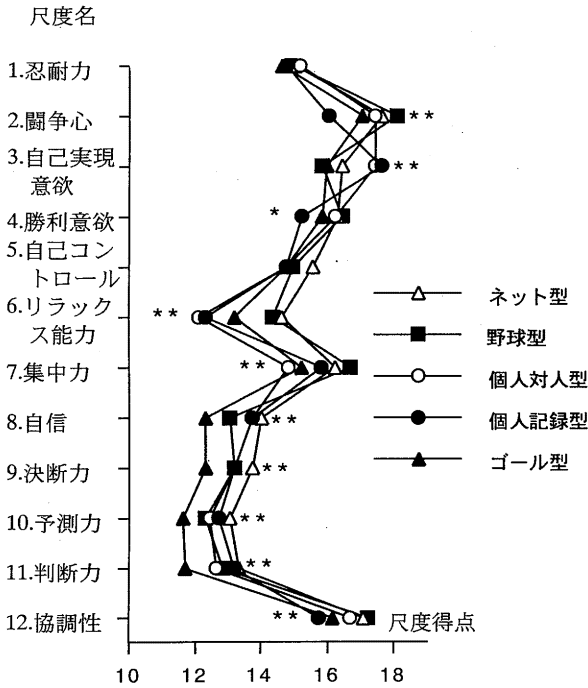 尺度名
1.忍耐力
2.闘争心
**
3.自己実現
意欲
**
4.勝利意欲
*
5.自己コン
トロール
6.リラック
ス能力
**
7.集中力
**
8.自信
**
9.決断力
**
10.予測力
**
11.判断力
**
12.協調性
**
尺度得点
10 12 14 16 18
ネット型
野球型
個人対人型
個人記録型
ゴール型